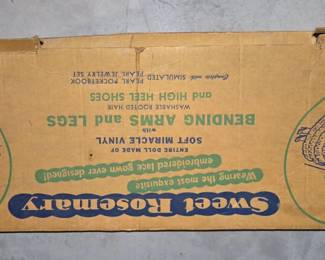 Sweet Rosemary
Wearing the most exquisite
embroidered lace gown ever designed!
ENTIRE DOLL MADE OF
SOFT MIRACLE VINYL
with
BENDING ARMS and LEGS
WASHABLE ROOTED HAIR
and HIGH HEEL SHOES
Complete with SIMULATED
PEARL POCKETBOOK PEARL JEWELRY SET